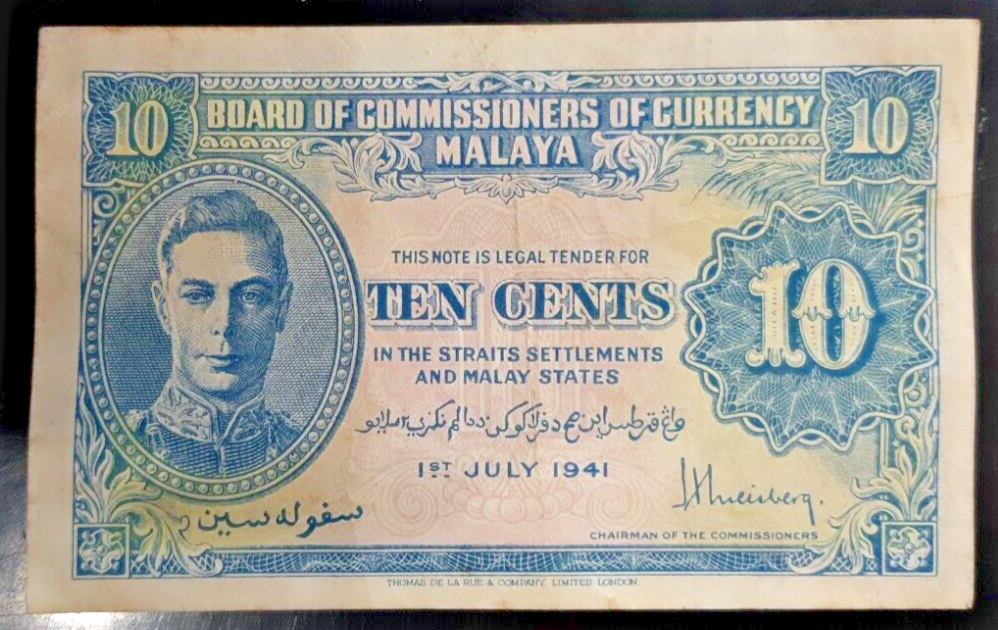 10 BOARD OF COMMISSIONERS OF CURRENCY 10
MALAYA
THIS NOTE IS LEGAL TENDER FOR
TEN CENTS
10
IN THE STRAITS SETTLEMENTS
AND MALAY STATES
1ST JULY 1941
سڤوله سين
CHAIRMAN OF THE COMMISSIONERS
THOMAS DE LA RUE & COMPANY, LIMITED LONDON